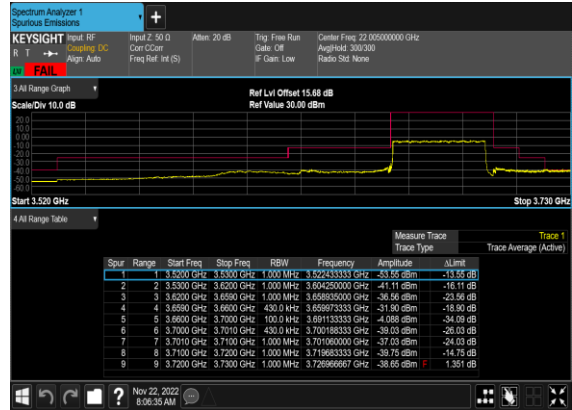 Spectrum Analyzer 1
Spurious Emissions
KEYSIGHT Input: RF Input Z: 50 Ω Atten: 20 dB Trig: Free Run Center Freq: 22.005000000 GHz
R T Coupling: DC Corr CCorr Gate: Off Avg|Hold: 300/300
Align: Auto Freq Ref: Int (S) IF Gain: Low Radio Std: None
FAIL
3 All Range Graph
Ref Lvl Offset 15.68 dB
Scale/Div 10.0 dB Ref Value 30.00 dBm
20.0
10.0
0.00
-10.0
-20.0
-30.0
-40.0
-50.0
-60.0
Start 3.520 GHz Stop 3.730 GHz
4 All Range Table
Measure Trace Trace 1
Trace Type Trace Average (Active)
Spur Range Start Freq Stop Freq RBW Frequency Amplitude ΔLimit
1 1 3.5200 GHz 3.5300 GHz 1.000 MHz 3.522433333 GHz -53.55 dBm -13.55 dB
2 2 3.5300 GHz 3.6200 GHz 1.000 MHz 3.604250000 GHz -41.11 dBm -16.11 dB
3 3 3.6200 GHz 3.6590 GHz 1.000 MHz 3.658935000 GHz -36.56 dBm -23.56 dB
4 4 3.6590 GHz 3.6600 GHz 430.0 kHz 3.659973333 GHz -31.90 dBm -18.90 dB
5 5 3.6600 GHz 3.7000 GHz 100.0 kHz 3.691133333 GHz -4.088 dBm -34.09 dB
6 6 3.7000 GHz 3.7010 GHz 430.0 kHz 3.700188333 GHz -39.03 dBm -26.03 dB
7 7 3.7010 GHz 3.7100 GHz 1.000 MHz 3.701060000 GHz -37.03 dBm -24.03 dB
8 8 3.7100 GHz 3.7200 GHz 1.000 MHz 3.719683333 GHz -39.75 dBm -14.75 dB
9 9 3.7200 GHz 3.7300 GHz 1.000 MHz 3.726966667 GHz -38.65 dBm F 1.351 dB
Nov 22, 2022
8:06:35 AM